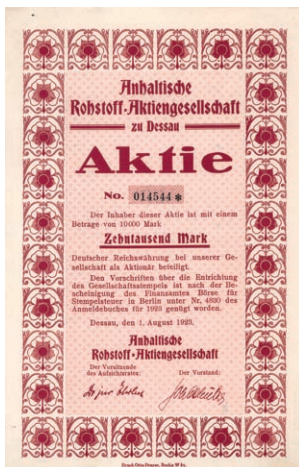 Anhaltische
Rohstoff-Aktiengesellschaft
zu Dessau
Aktie
No. 014544*
Der Inhaber dieser Aktie ist mit einem
Betrage von 10000 Mark
Zehntausend Mark
Deutscher Reichswährung bei unserer Ge-
sellschaft als Aktionär beteiligt.
Den Vorschriften über die Entrichtung
des Gesellschaftsstempels ist nach der Be-
scheinigung des Finanzamtes Börse für
Stempelsteuer in Berlin unter Nr. 4830 des
Anmeldebuches für 1923 genügt worden.
Dessau, den 1. August 1923.
Anhaltische
Rohstoff-Aktiengesellschaft
Der Vorsitzende
des Aufsichtsrates:
Der Vorstand: